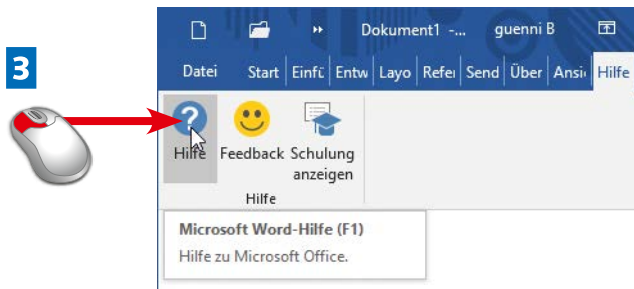 3
Dokument1 -... guenni B
Datei Start Einfü Entw Layo Refei Send Über Ansi Hilfe
Hilfe Feedback Schulung
anzeigen
Hilfe
Microsoft Word-Hilfe (F1)
Hilfe zu Microsoft Office.